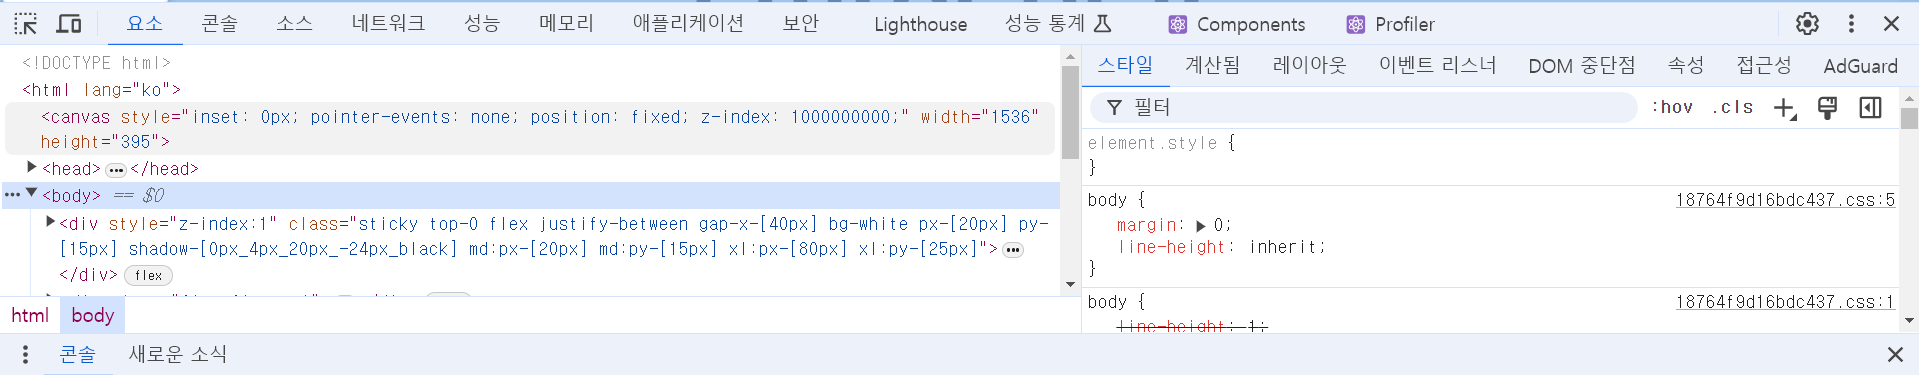 요소 콘솔 소스 네트워크 성능 메모리 애플리케이션 보안 Lighthouse 성능 통계 Components Profiler
<!DOCTYPE html>
<html lang="ko">
<canvas style="inset: 0px; pointer-events: none; position: fixed; z-index: 1000000000;" width="1536"
height="395">
<head> ••• </head>
••• <body> == $0
<div style="z-index:1" class="sticky top-0 flex justify-between gap-x-[40px] bg-white px-[20px] py-
[15px] shadow-[0px_4px_20px_-24px_black] md:px-[20px] md:py-[15px] xl:px-[80px] xl:py-[25px]"> •••
</div> flex
html body
스타일 계산됨 레이아웃 이벤트 리스너 DOM 중단점 속성 접근성 AdGuard
필터 :hov .cls
element.style {
}
body { 18764f9d16bdc437.css:5
margin: ▶ 0;
line-height: inherit;
}
body { 18764f9d16bdc437.css:1
line-height: 1;
콘솔 새로운 소식